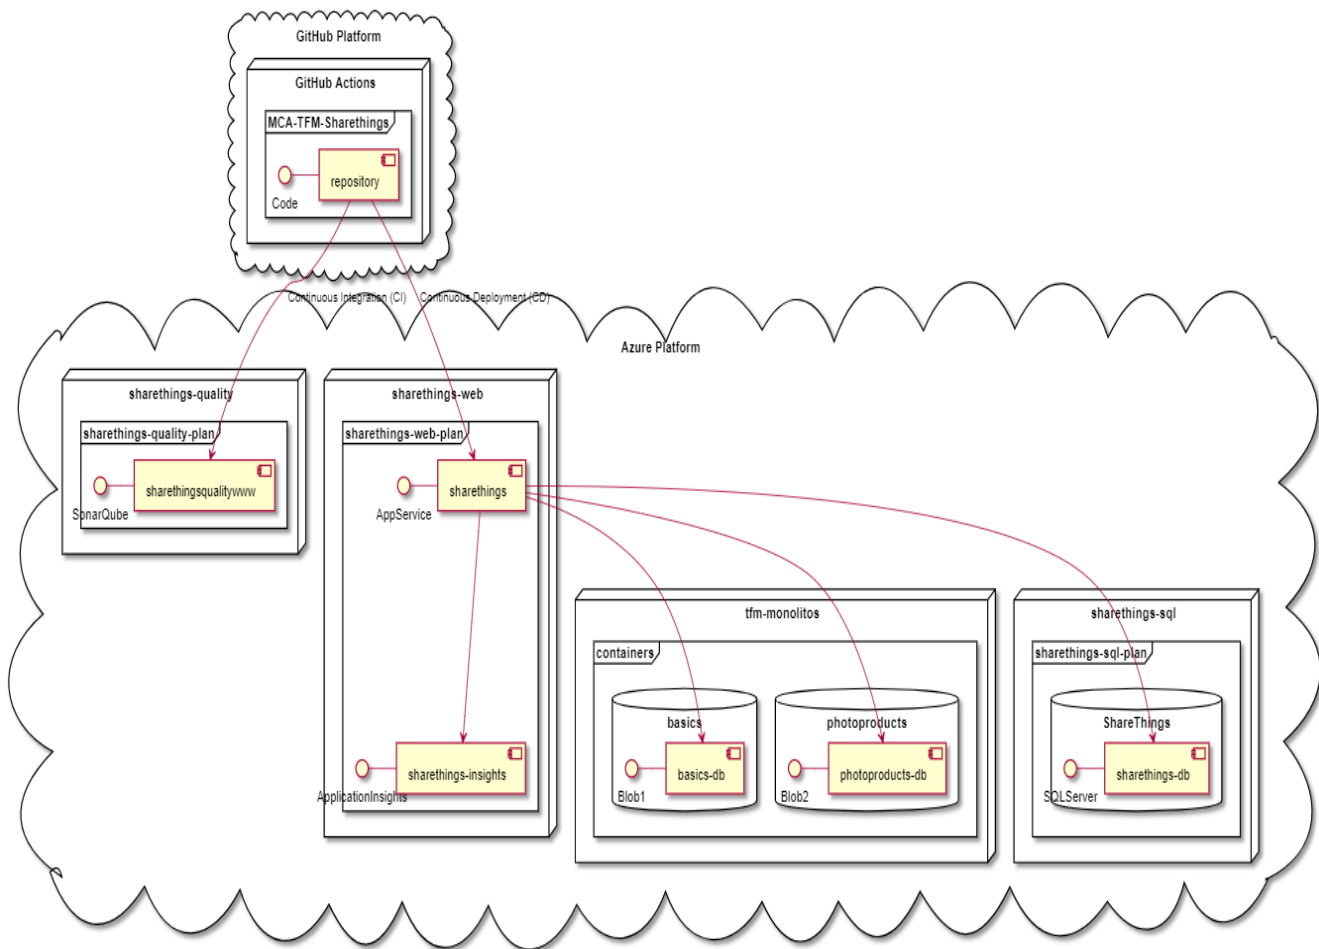 GitHub Platform
GitHub Actions
MCA-TFM-Sharethings
repository
Code
Continuous Integration (CI)
Continuous Deployment (CD)
Azure Platform
sharethings-quality
sharethings-quality-plan
sharethingsqualitywww
SonarQube
sharethings-web
sharethings-web-plan
sharethings
AppService
sharethings-insights
ApplicationInsights
tfm-monolitos
containers
basics
basics-db
Blob1
photoproducts
photoproducts-db
Blob2
sharethings-sql
sharethings-sql-plan
ShareThings
sharethings-db
SQLServer